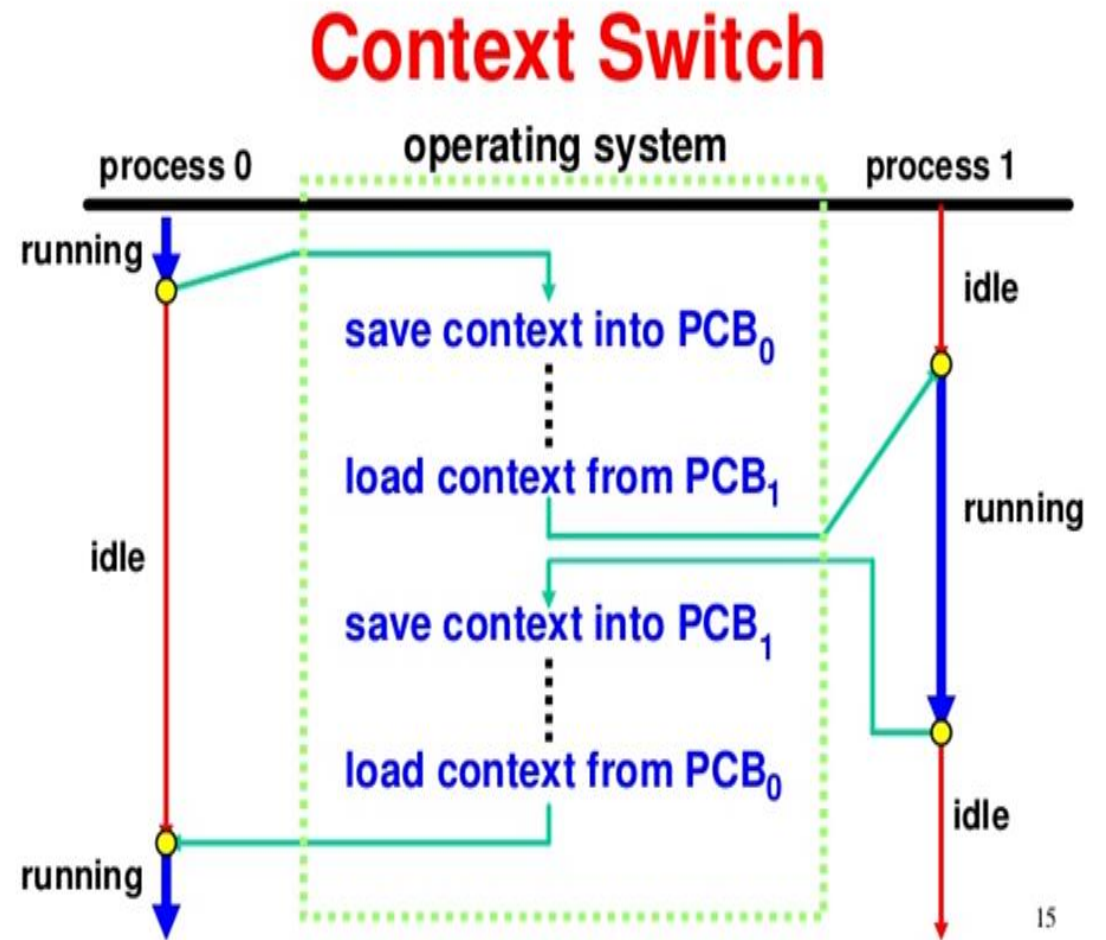 Context Switch
operating system
process 0
process 1
running
idle
save context into PCB0
load context from PCB1
running
idle
save context into PCB1
load context from PCB0
idle
running
15